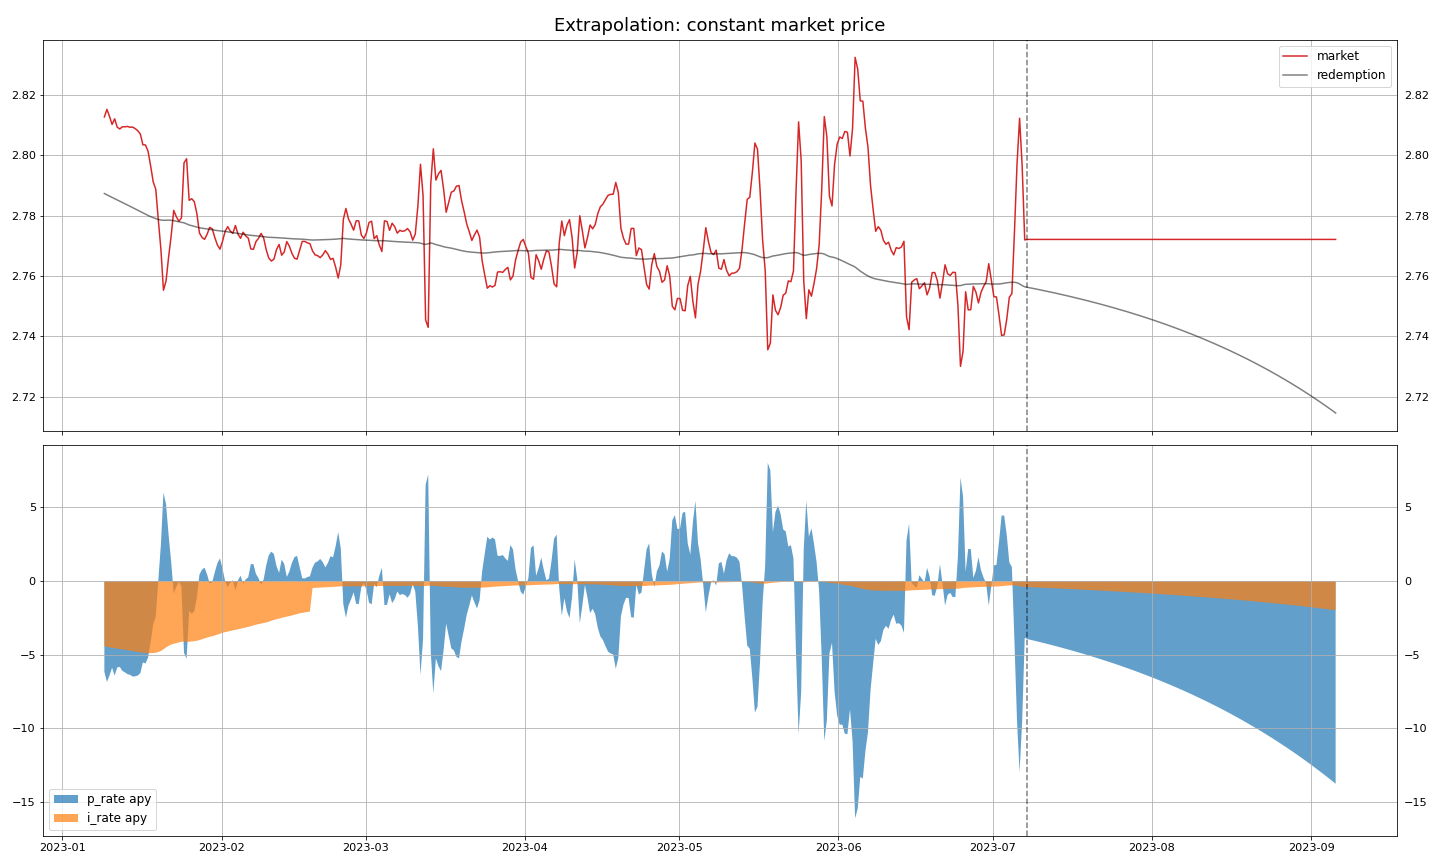 Extrapolation: constant market price
market
redemption
2.82 2.82
2.80 2.80
2.78 2.78
2.76 2.76
2.74 2.74
2.72 2.72
5 5
0 0
−5 −5
−10 −10
−15 −15
p_rate apy
i_rate apy
2023-01 2023-02 2023-03 2023-04 2023-05 2023-06 2023-07 2023-08 2023-09